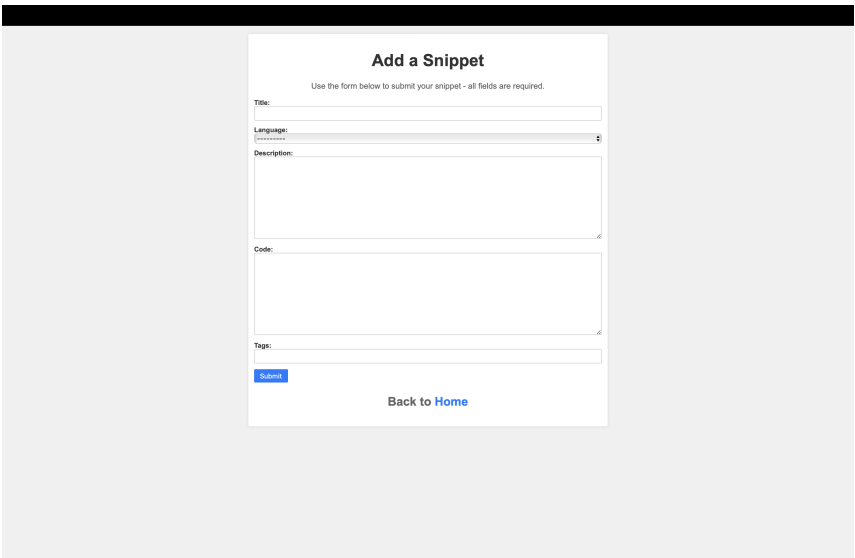 Add a Snippet
Use the form below to submit your snippet - all fields are required.
Title:
Language:
---------
Description:
Code:
Tags:
Submit
Back to Home